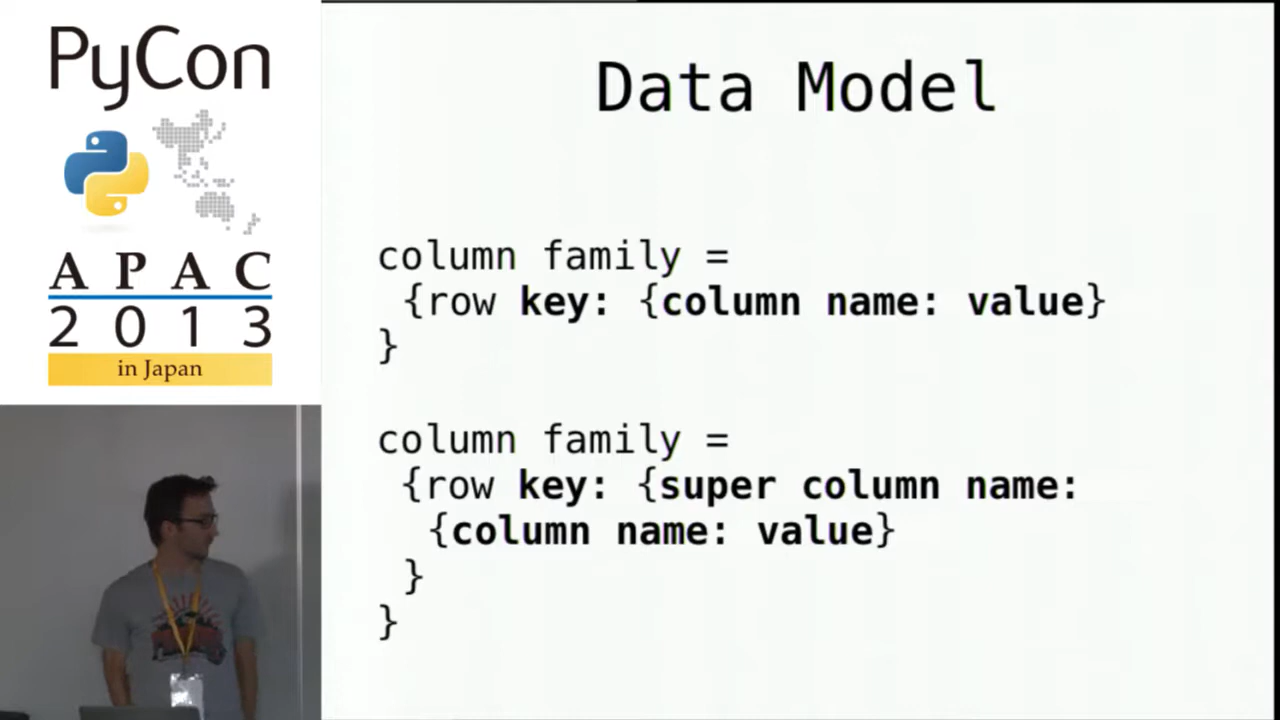 PyCon
APAC
2013
in Japan
Data Model
column family =
{row key: {column name: value}
}
column family =
{row key: {super column name:
{column name: value}
}
}